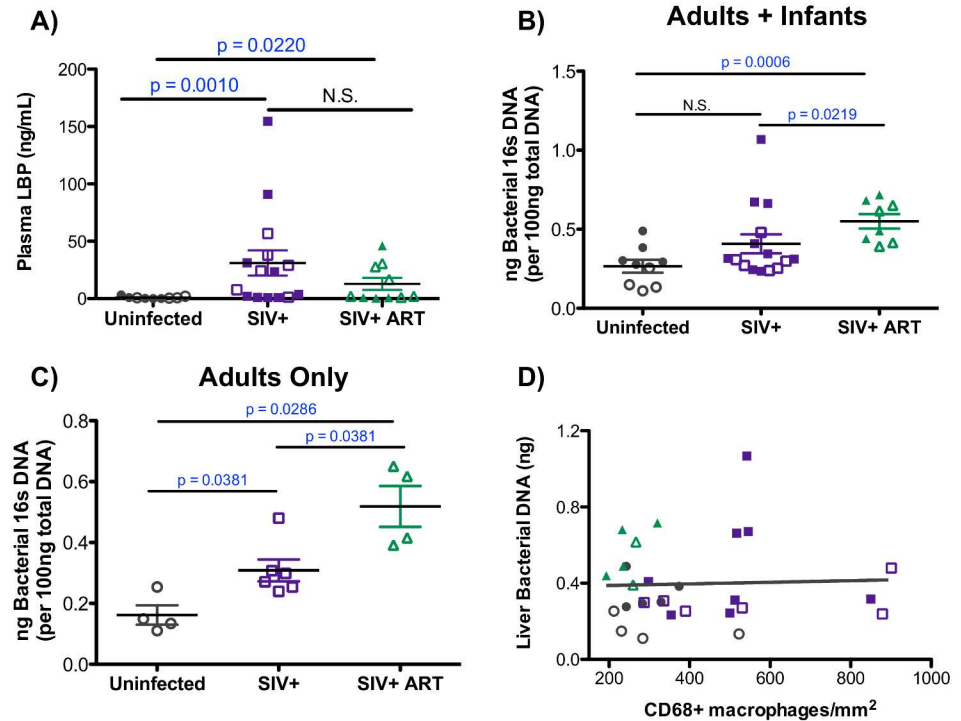 A)
p = 0.0220
p = 0.0010
N.S.
200
150
100
50
0
Plasma LBP (ng/mL)
Uninfected SIV+ SIV+ ART
B)
Adults + Infants
p = 0.0006
N.S.
p = 0.0219
1.5
1.0
0.5
0.0
ng Bacterial 16s DNA
(per 100ng total DNA)
Uninfected SIV+ SIV+ ART
C)
Adults Only
p = 0.0286
p = 0.0381
p = 0.0381
0.8
0.6
0.4
0.2
0.0
ng Bacterial 16s DNA
(per 100ng total DNA)
Uninfected SIV+ SIV+ ART
D)
1.2
0.8
0.4
0.0
Liver Bacterial DNA (ng)
200 400 600 800 1000
CD68+ macrophages/mm²